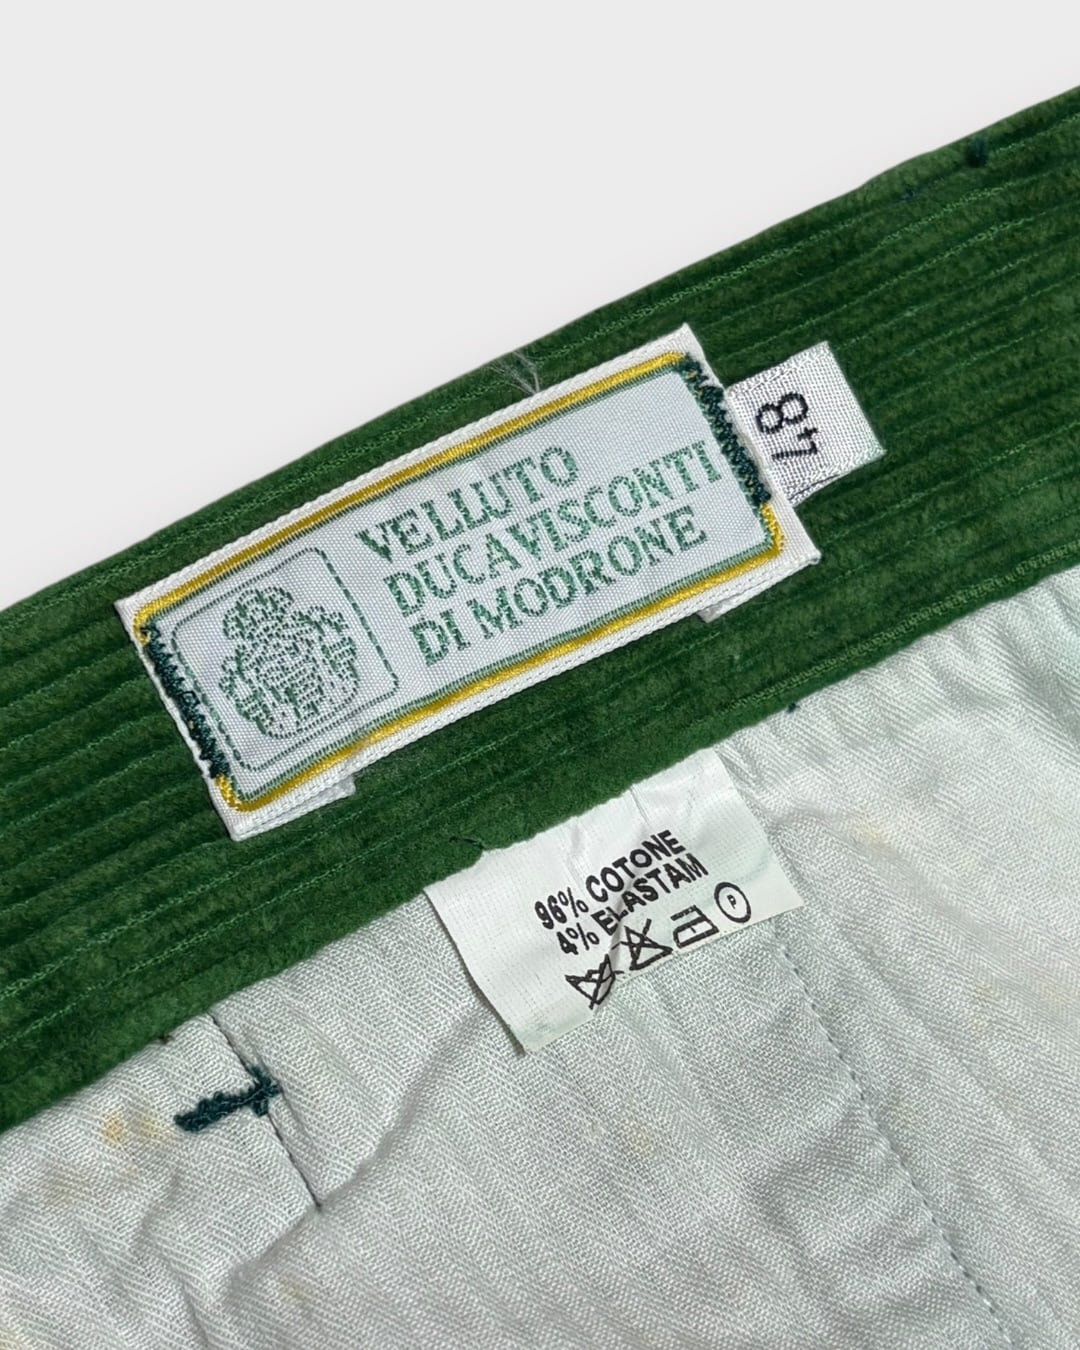 VELLUTO
DUCA VISCONTI
DI MODRONE
48
96% COTONE
4% ELASTAM
P